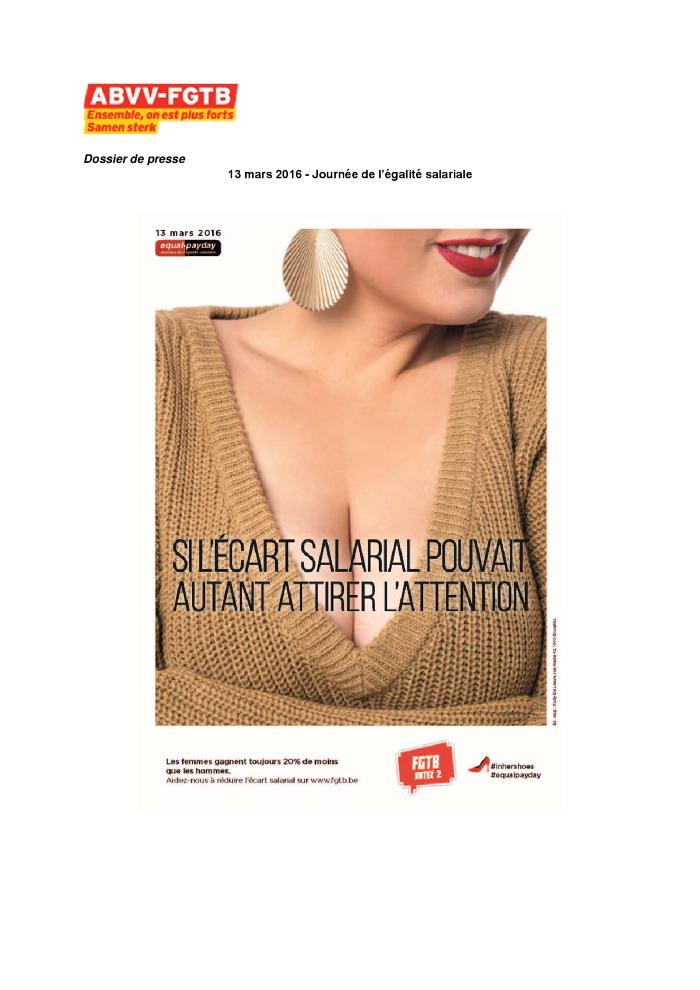 ABVV-FGTB
Ensemble, on est plus forts
Samen sterk
Dossier de presse
13 mars 2016 - Journée de l'égalité salariale
13 mars 2016
equal payday
SI L'ÉCART SALARIAL POUVAIT
AUTANT ATTIRER L'ATTENTION
Les femmes gagnent toujours 20% de moins
que les hommes.
Aidez-nous à réduire l'écart salarial sur www.fgtb.be
FGTB
VOTEZ 2
#inhershoes
#equalpayday